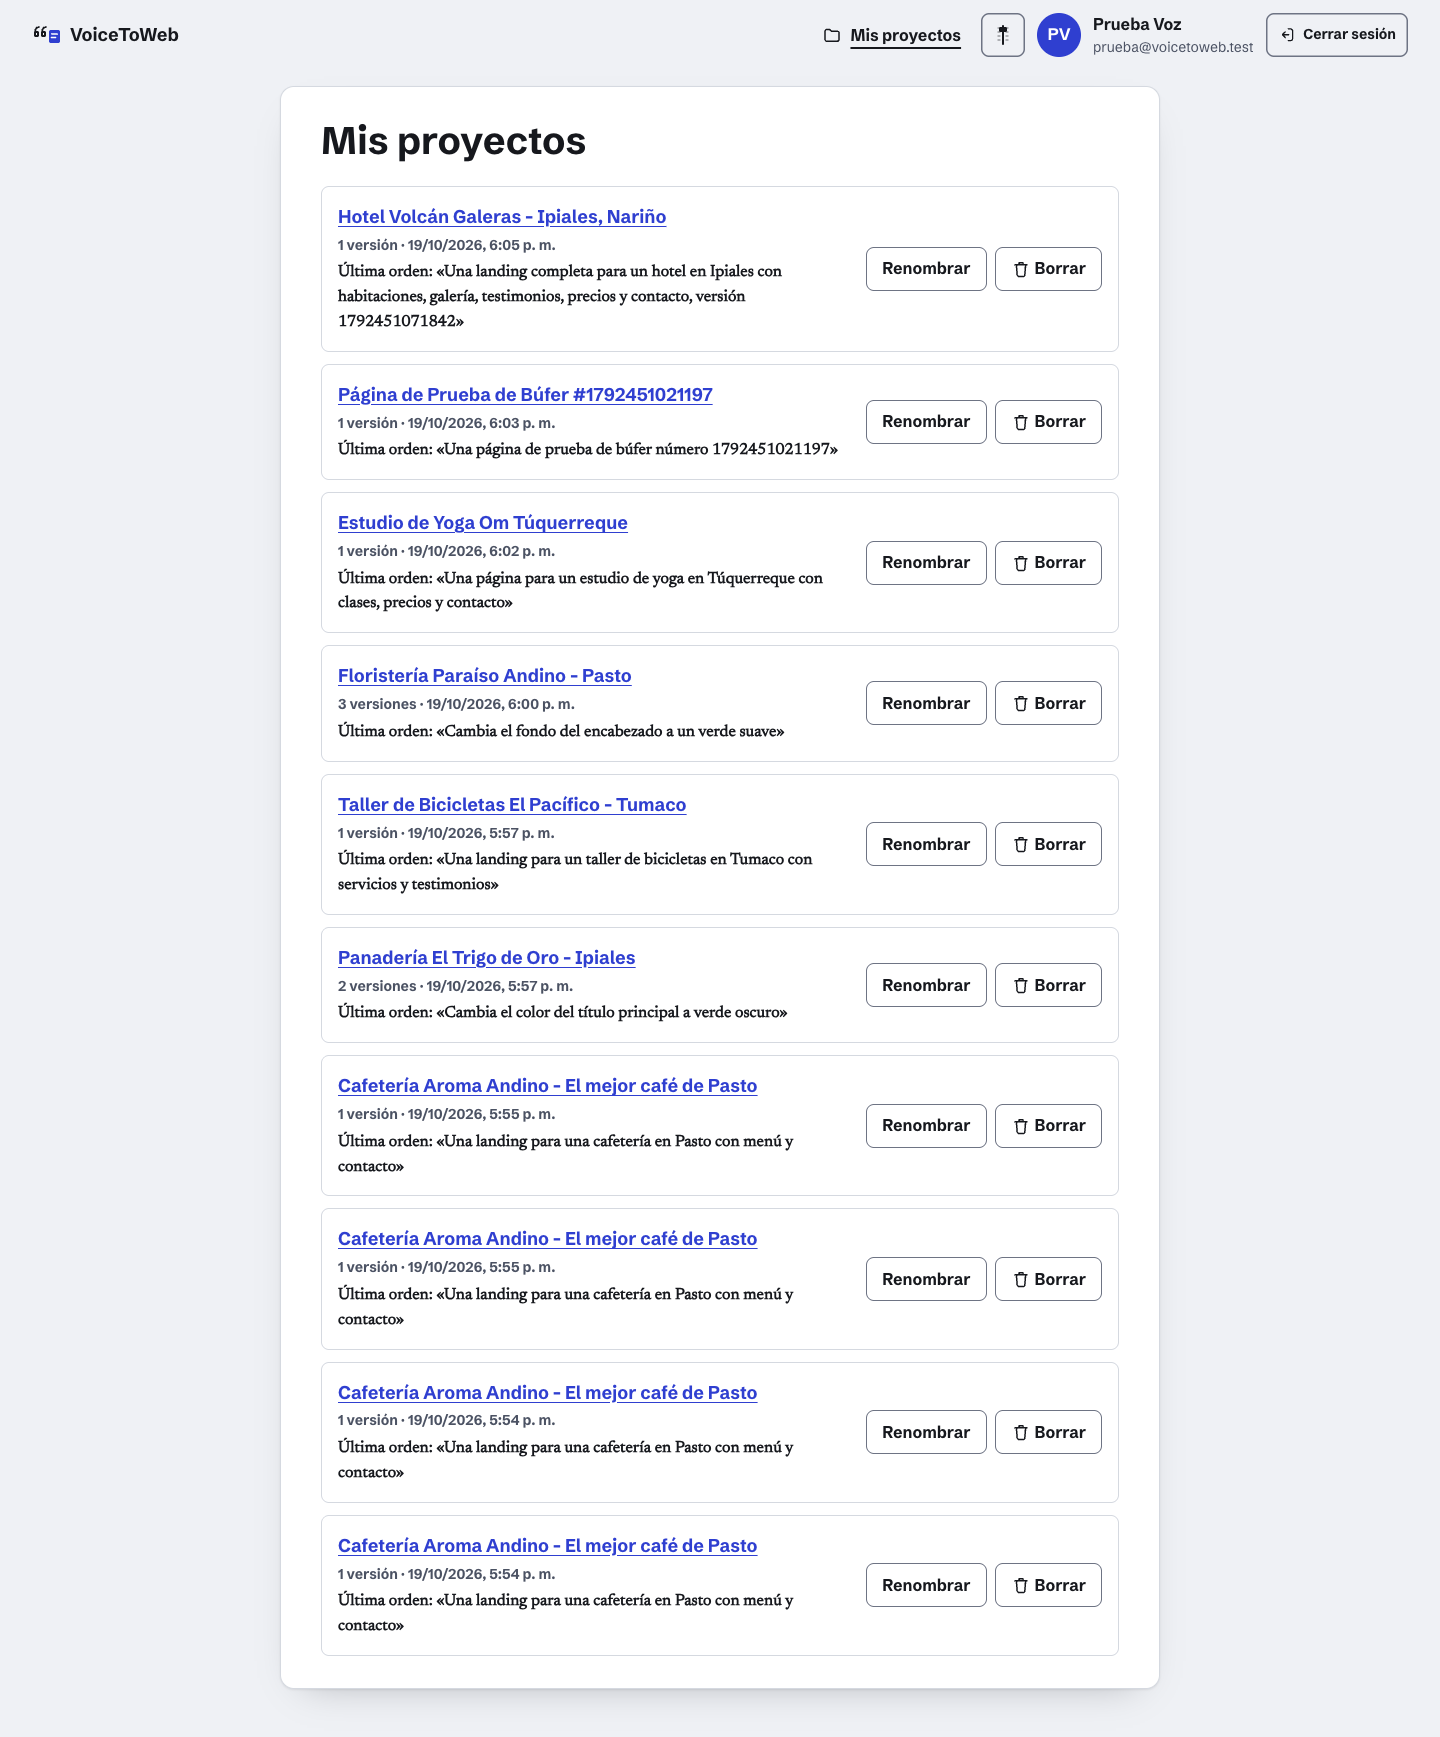 VoiceToWeb
Mis proyectos
PV
Prueba Voz
prueba@voicetoweb.test
Cerrar sesión
Mis proyectos
Hotel Volcán Galeras - Ipiales, Nariño
1 versión · 19/10/2026, 6:05 p. m.
Última orden: «Una landing completa para un hotel en Ipiales con
habitaciones, galería, testimonios, precios y contacto, versión
1792451071842»
Renombrar
Borrar
Página de Prueba de Búfer #1792451021197
1 versión · 19/10/2026, 6:03 p. m.
Última orden: «Una página de prueba de búfer número 1792451021197»
Renombrar
Borrar
Estudio de Yoga Om Túquerreque
1 versión · 19/10/2026, 6:02 p. m.
Última orden: «Una página para un estudio de yoga en Túquerreque con
clases, precios y contacto»
Renombrar
Borrar
Floristería Paraíso Andino - Pasto
3 versiones · 19/10/2026, 6:00 p. m.
Última orden: «Cambia el fondo del encabezado a un verde suave»
Renombrar
Borrar
Taller de Bicicletas El Pacífico - Tumaco
1 versión · 19/10/2026, 5:57 p. m.
Última orden: «Una landing para un taller de bicicletas en Tumaco con
servicios y testimonios»
Renombrar
Borrar
Panadería El Trigo de Oro - Ipiales
2 versiones · 19/10/2026, 5:57 p. m.
Última orden: «Cambia el color del título principal a verde oscuro»
Renombrar
Borrar
Cafetería Aroma Andino - El mejor café de Pasto
1 versión · 19/10/2026, 5:55 p. m.
Última orden: «Una landing para una cafetería en Pasto con menú y
contacto»
Renombrar
Borrar
Cafetería Aroma Andino - El mejor café de Pasto
1 versión · 19/10/2026, 5:55 p. m.
Última orden: «Una landing para una cafetería en Pasto con menú y
contacto»
Renombrar
Borrar
Cafetería Aroma Andino - El mejor café de Pasto
1 versión · 19/10/2026, 5:54 p. m.
Última orden: «Una landing para una cafetería en Pasto con menú y
contacto»
Renombrar
Borrar
Cafetería Aroma Andino - El mejor café de Pasto
1 versión · 19/10/2026, 5:54 p. m.
Última orden: «Una landing para una cafetería en Pasto con menú y
contacto»
Renombrar
Borrar